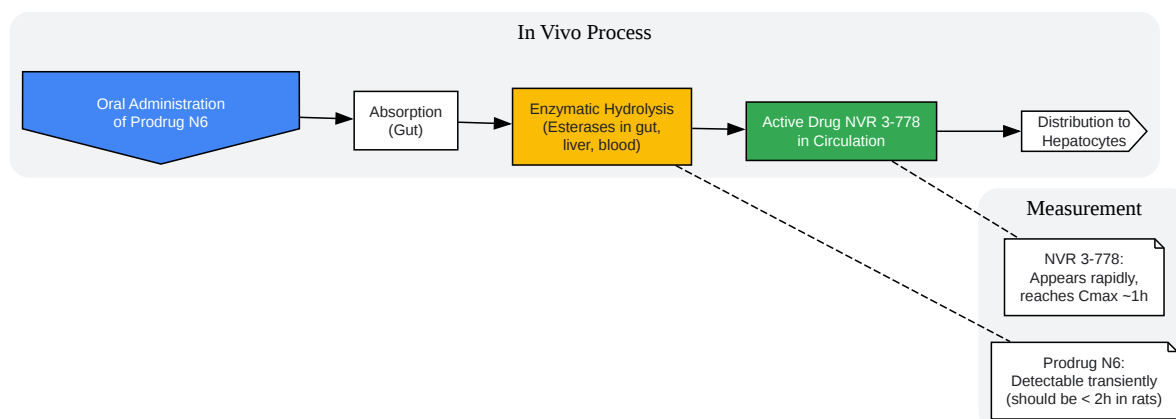 In Vivo Process
Oral Administration
of Prodrug N6
Absorption
(Gut)
Enzymatic Hydrolysis
(Esterases in gut,
liver, blood)
Active Drug NVR 3-778
in Circulation
Distribution to
Hepatocytes
Measurement
NVR 3-778:
Appears rapidly,
reaches Cmax ~1h
Prodrug N6:
Detectable transiently
(should be < 2h in rats)